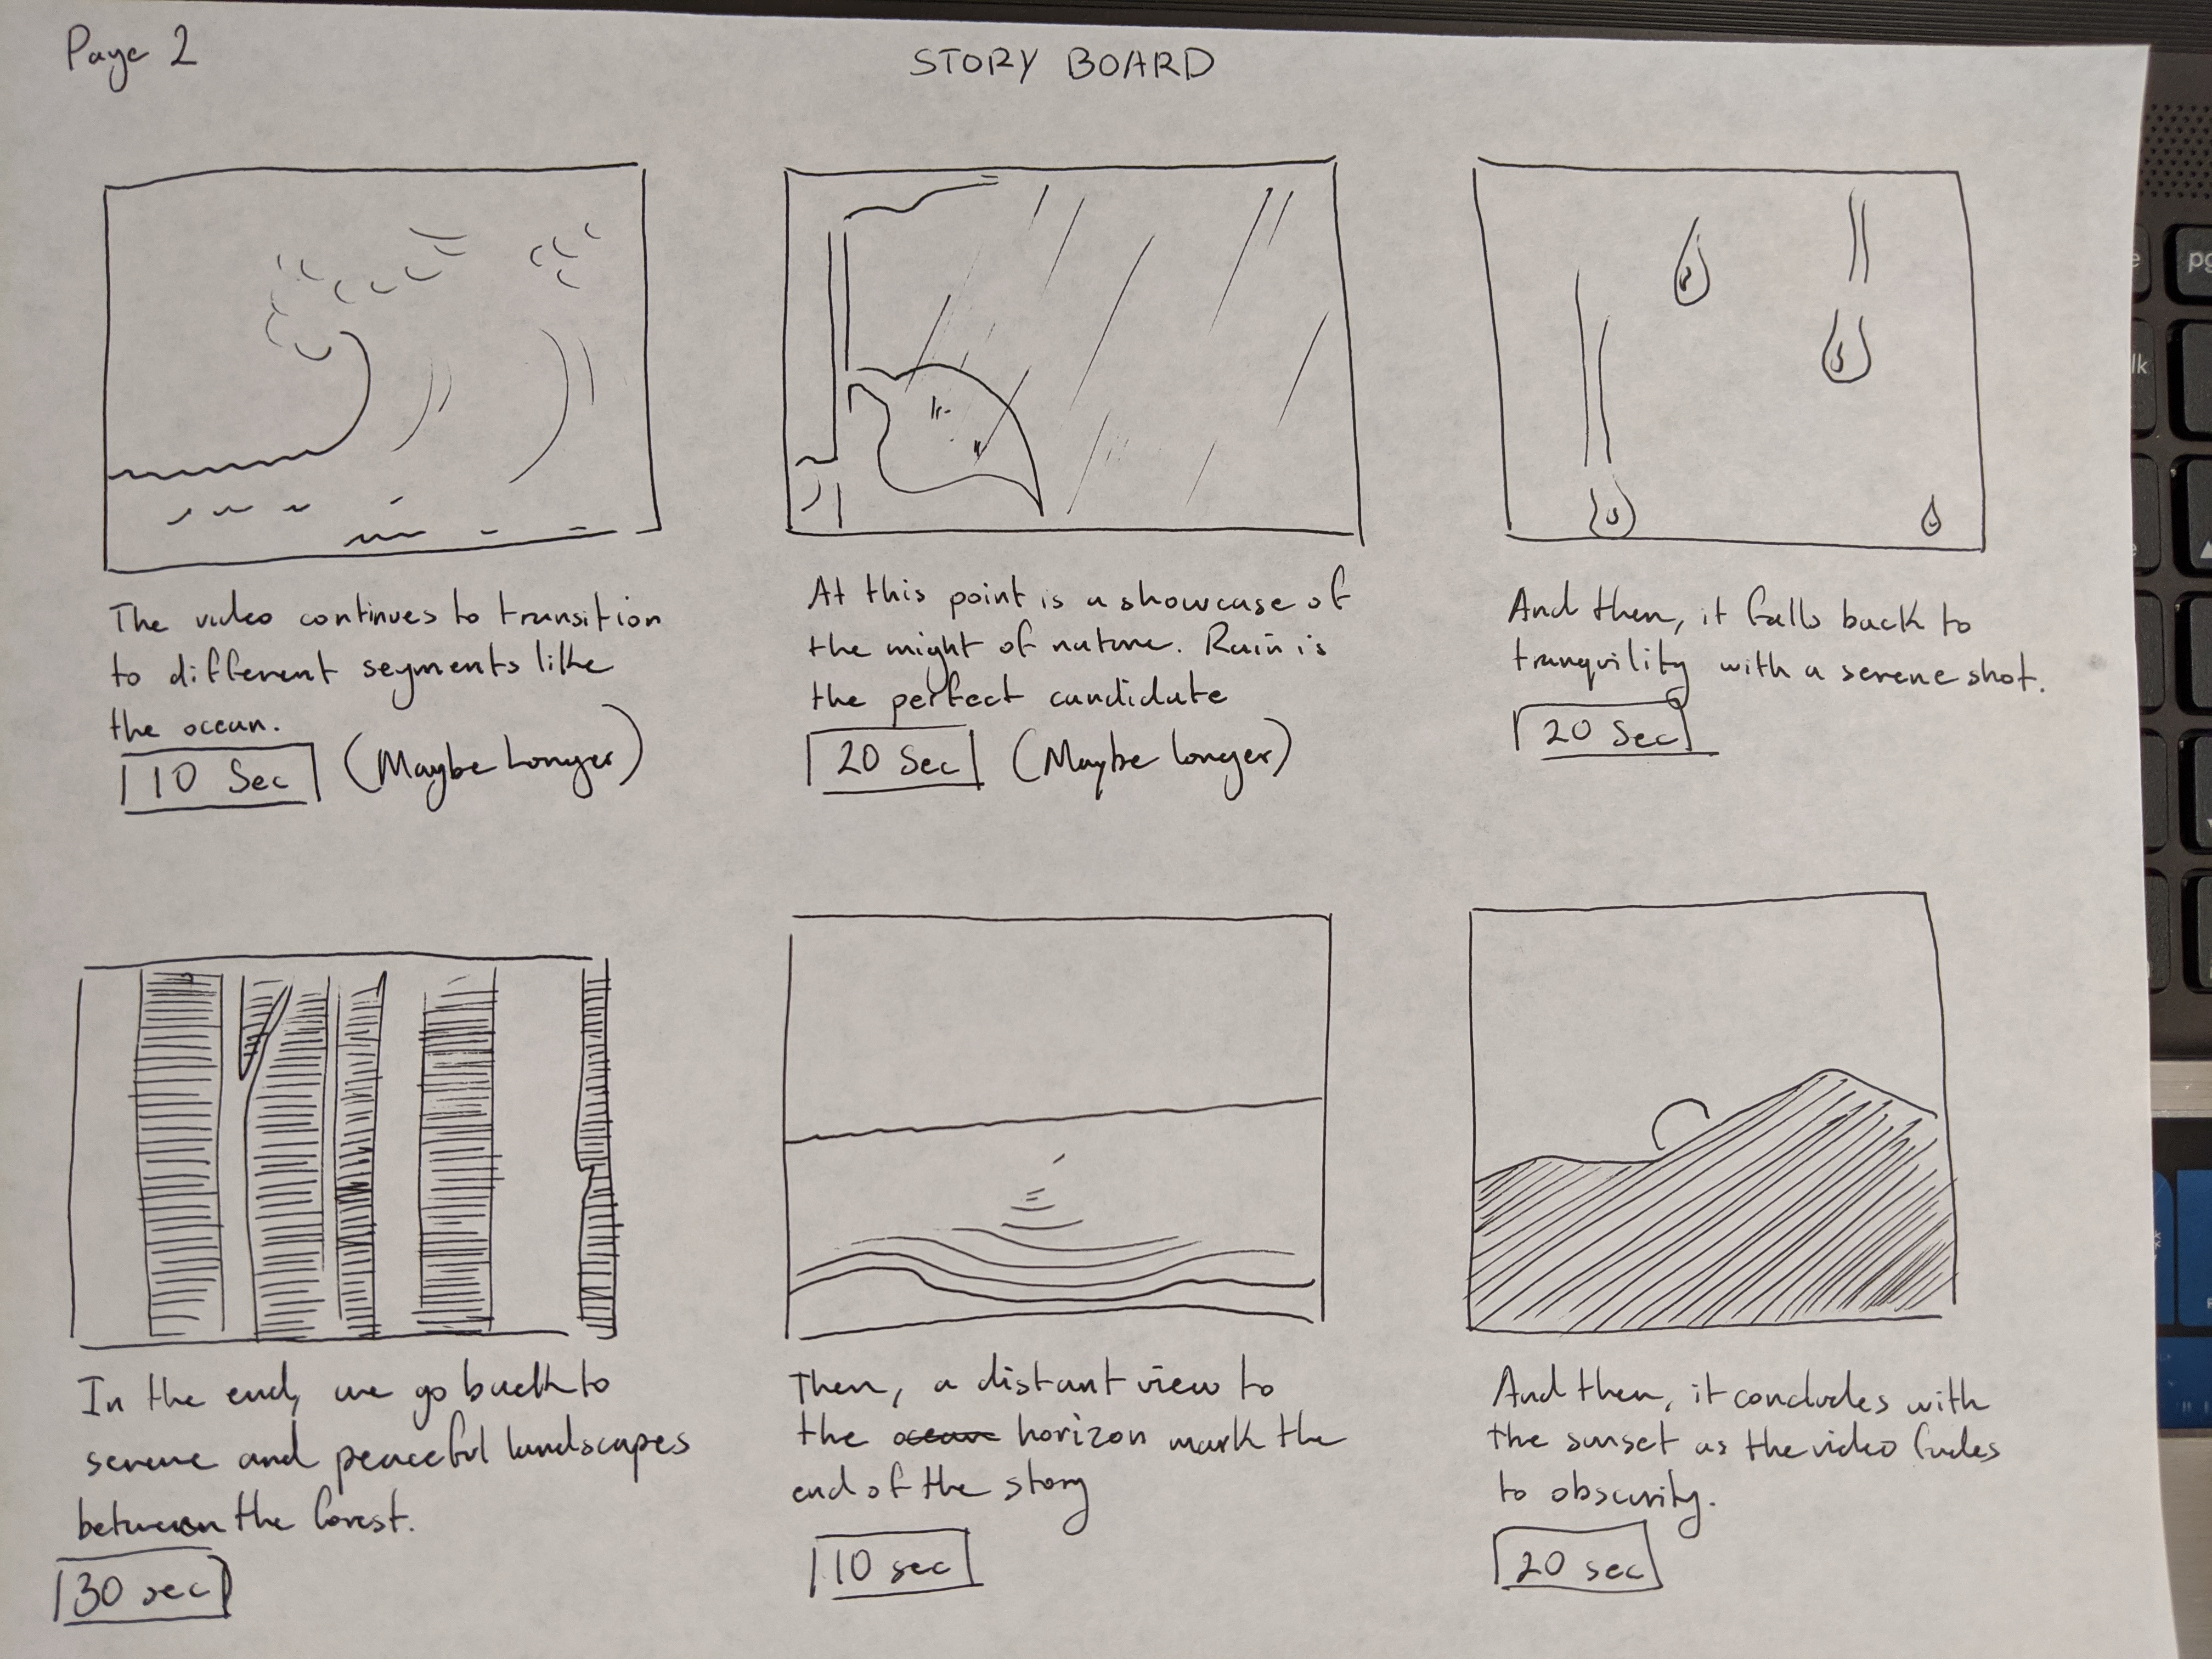 Page 2
STORY BOARD
The video continues to transition
to different segments like
the ocean.
10 Sec (Maybe Longer)
At this point is a showcase of
the might of nature. Rain is
the perfect candidate
20 Sec (Maybe Longer)
And then, it falls back to
tranquility with a serene shot.
20 Sec
In the end, we go back to
serene and peaceful landscapes
between the forest.
30 sec
Then, a distant view to
the horizon mark the
end of the story
10 sec
And then, it concludes with
the sunset as the video fades
to obscurity.
20 sec